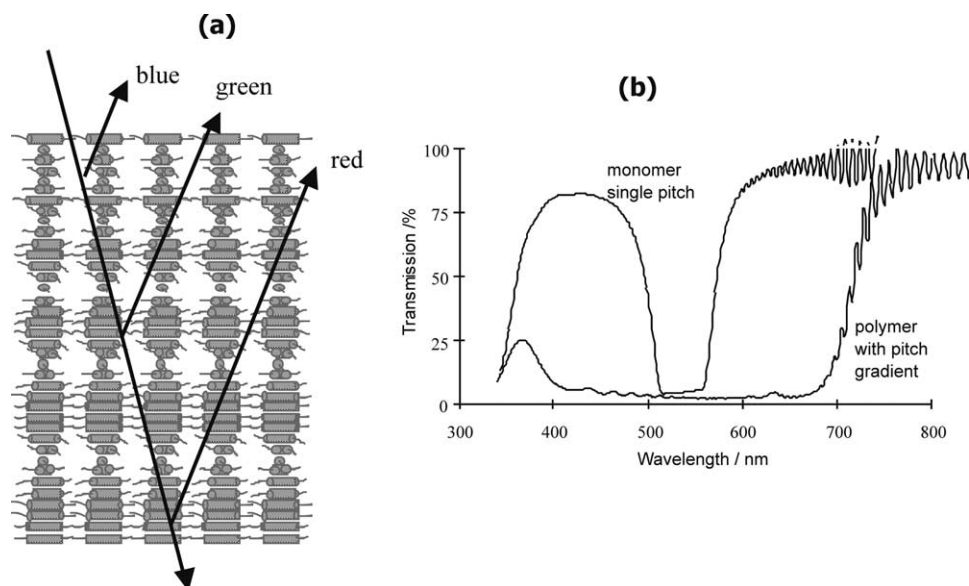 (a)
blue
green
red
(b)
100
75
50
25
0
Transmission /%
monomer
single pitch
polymer
with pitch
gradient
300
400
500
600
700
800
Wavelength / nm